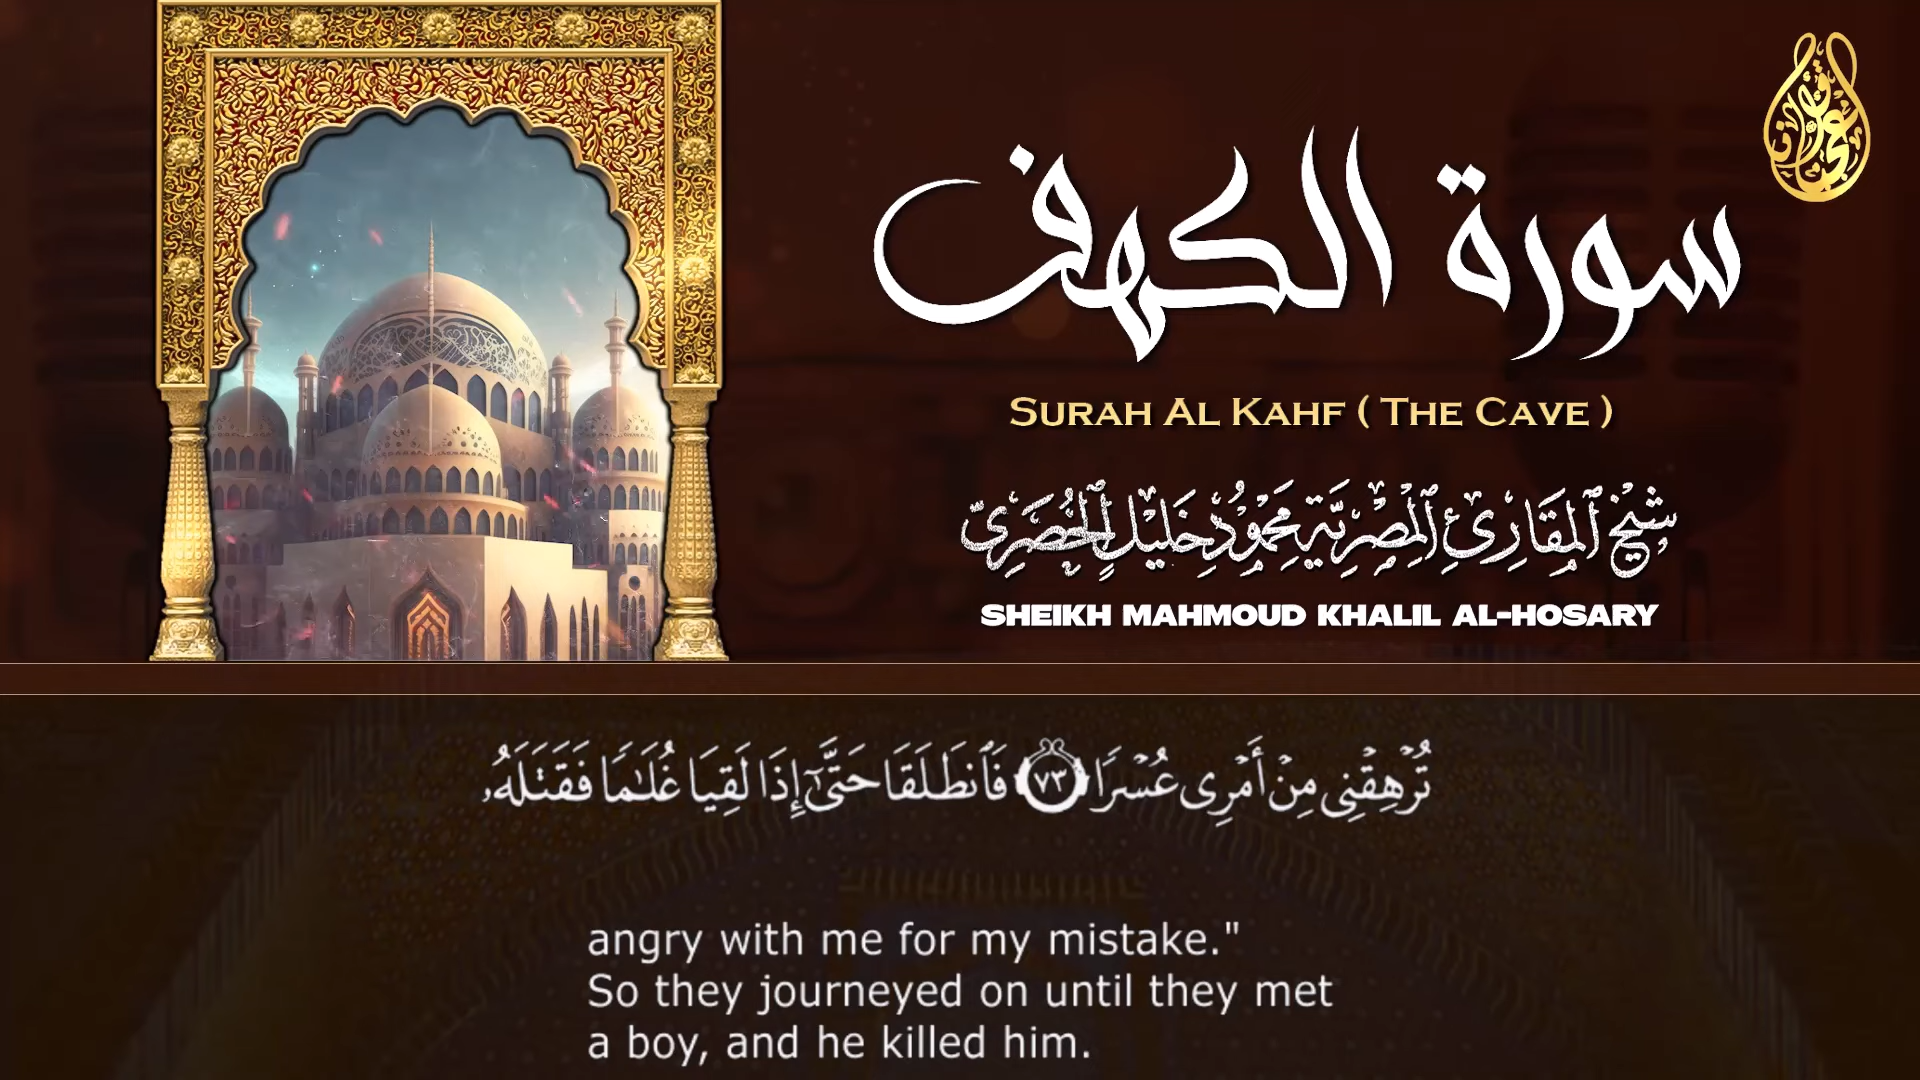 سورة الكهف
SURAH AL KAHF ( THE CAVE )
شيخ المقارئ المصرية محمود خليل الحصري
SHEIKH MAHMOUD KHALIL AL-HOSARY
تُرْهِقْنِى مِنْ أَمْرِى عُسْرًا ٧٣ فَٱنطَلَقَا حَتَّىٰٓ إِذَا لَقِيَا غُلَٰمًا فَقَتَلَهُۥ
angry with me for my mistake."
So they journeyed on until they met
a boy, and he killed him.